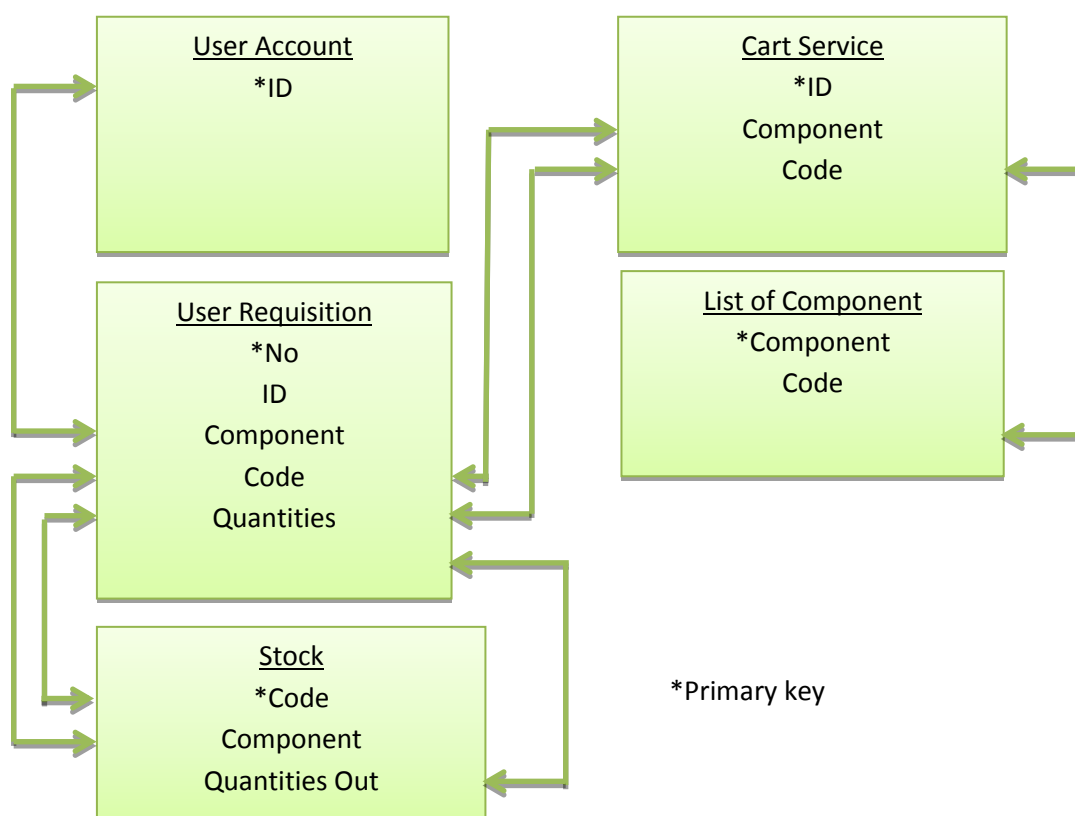 User Account
*ID
Cart Service
*ID
Component
Code
User Requisition
*No
ID
Component
Code
Quantities
List of Component
*Component
Code
Stock
*Code
Component
Quantities Out
*Primary key